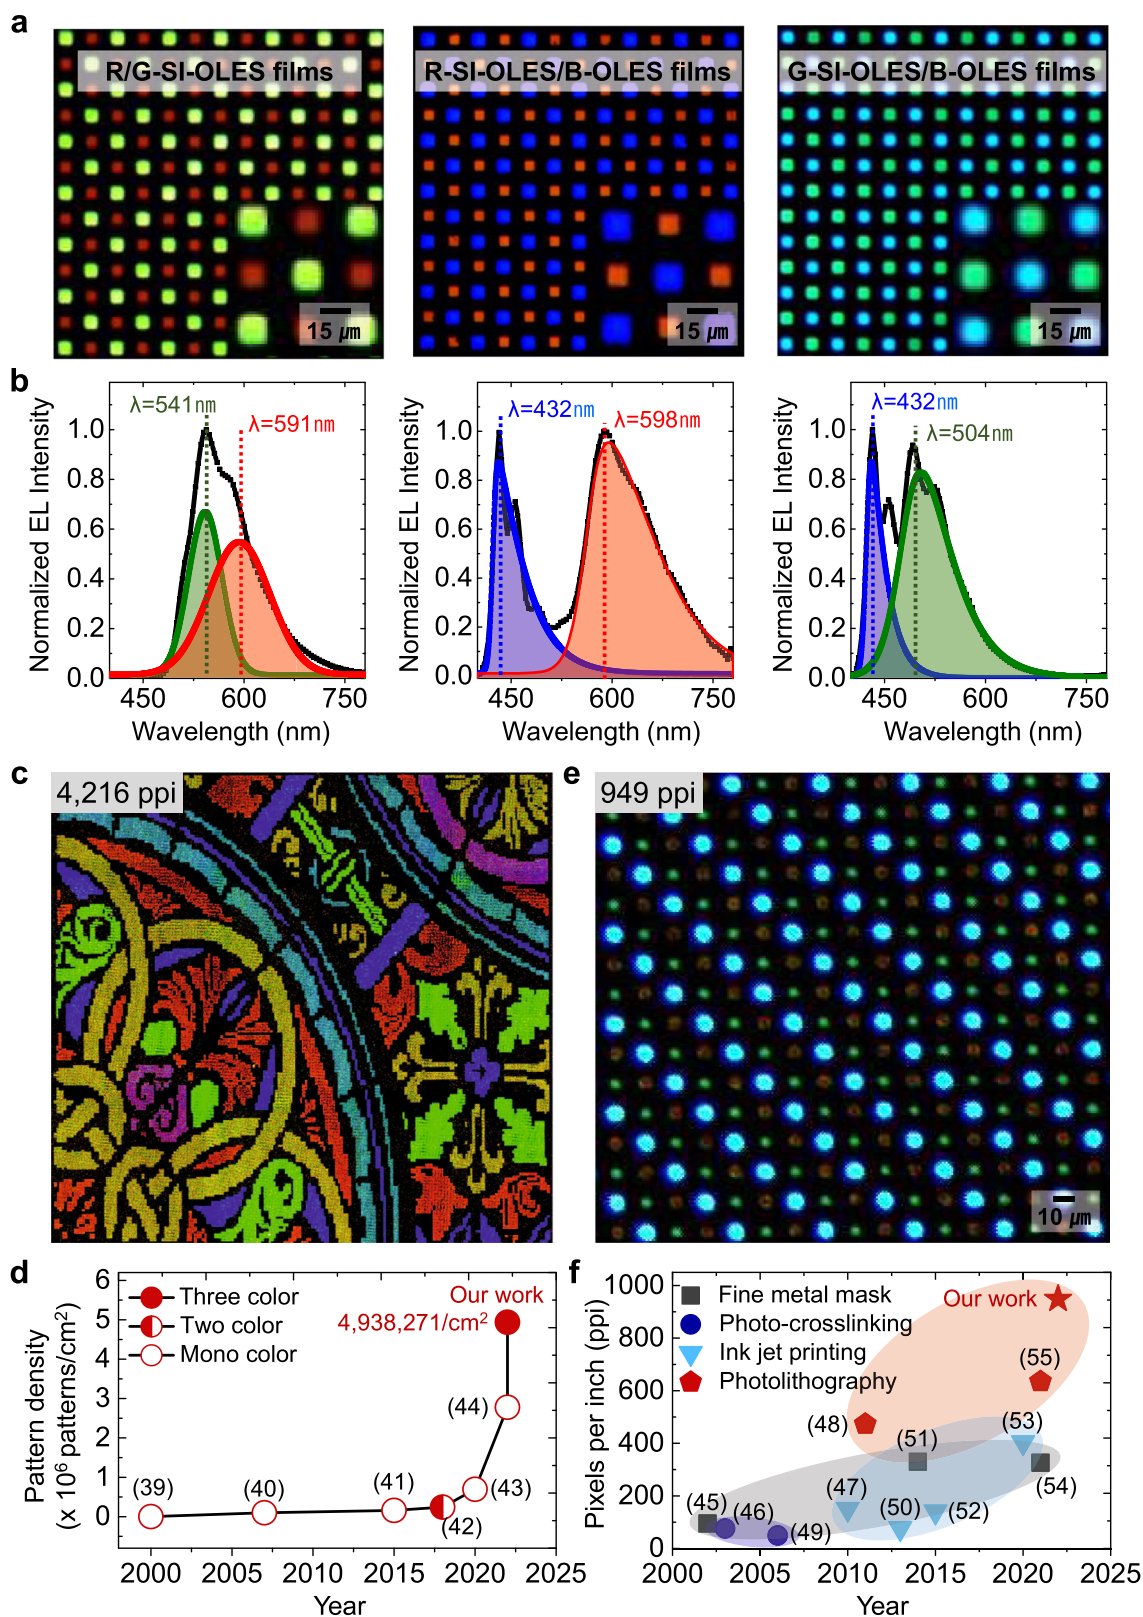 a
R/G-SI-OLES films
R-SI-OLES/B-OLES films
G-SI-OLES/B-OLES films
15 ㎛
15 ㎛
15 ㎛
b
Normalized EL Intensity
1.0
0.8
0.6
0.4
0.2
0.0
λ=541㎚
λ=591㎚
450
600
750
Wavelength (nm)
Normalized EL Intensity
1.0
0.8
0.6
0.4
0.2
0.0
λ=432㎚
λ=598㎚
450
600
750
Wavelength (nm)
Normalized EL Intensity
1.0
0.8
0.6
0.4
0.2
0.0
λ=432㎚
λ=504㎚
450
600
750
Wavelength (nm)
c
4,216 ppi
e
949 ppi
10 ㎛
d
Pattern density
(x 10⁶ patterns/cm²)
6
5
4
3
2
1
0
Three color
Two color
Mono color
Our work
4,938,271/cm²
(39)
(40)
(41)
(42)
(43)
(44)
2000
2005
2010
2015
2020
2025
Year
f
Pixels per inch (ppi)
1000
800
600
400
200
0
Fine metal mask
Photo-crosslinking
Ink jet printing
Photolithography
Our work
(55)
(48)
(51)
(53)
(47)
(54)
(45)
(46)
(50)
(52)
(49)
2000
2005
2010
2015
2020
2025
Year